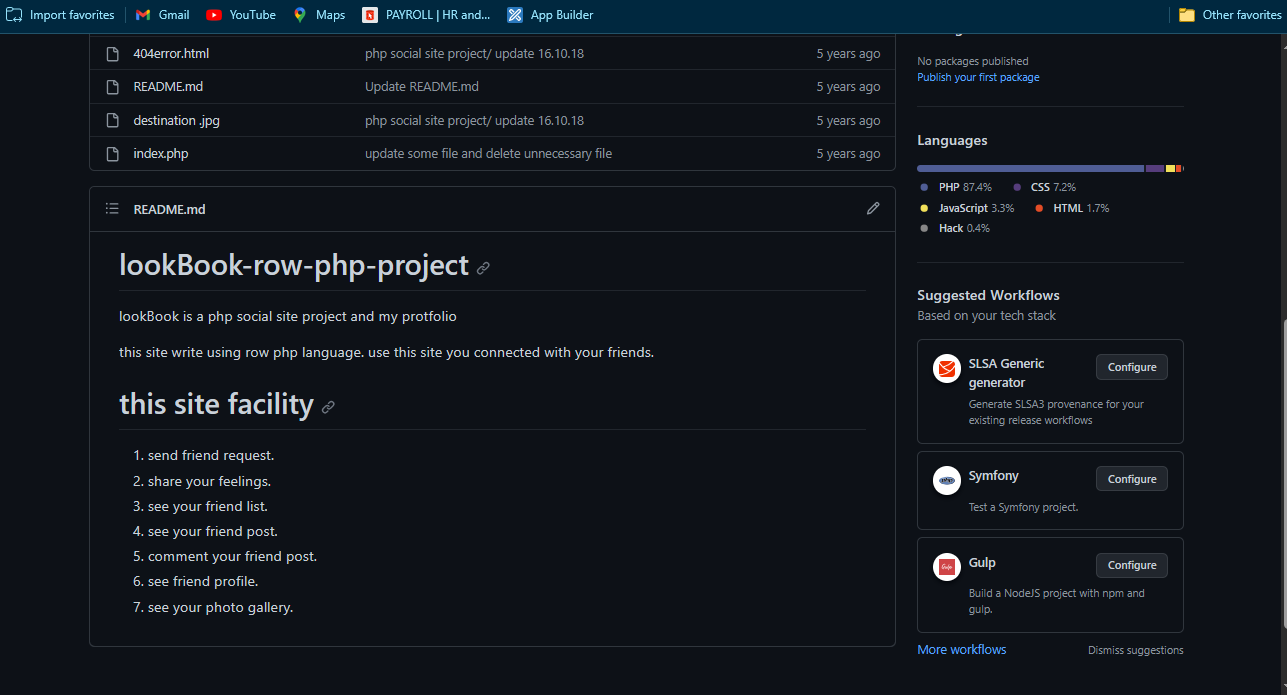 Import favorites
Gmail
YouTube
Maps
PAYROLL | HR and...
App Builder
Other favorites
404error.html
php social site project/ update 16.10.18
5 years ago
README.md
Update README.md
5 years ago
destination .jpg
php social site project/ update 16.10.18
5 years ago
index.php
update some file and delete unnecessary file
5 years ago
README.md
lookBook-row-php-project
lookBook is a php social site project and my protfolio
this site write using row php language. use this site you connected with your friends.
this site facility
1. send friend request.
2. share your feelings.
3. see your friend list.
4. see your friend post.
5. comment your friend post.
6. see friend profile.
7. see your photo gallery.
No packages published
Publish your first package
Languages
PHP 87.4%
CSS 7.2%
JavaScript 3.3%
HTML 1.7%
Hack 0.4%
Suggested Workflows
Based on your tech stack
SLSA Generic
generator
Configure
Generate SLSA3 provenance for your
existing release workflows
Symfony
Configure
Test a Symfony project.
Gulp
Configure
Build a NodeJS project with npm and
gulp.
More workflows
Dismiss suggestions